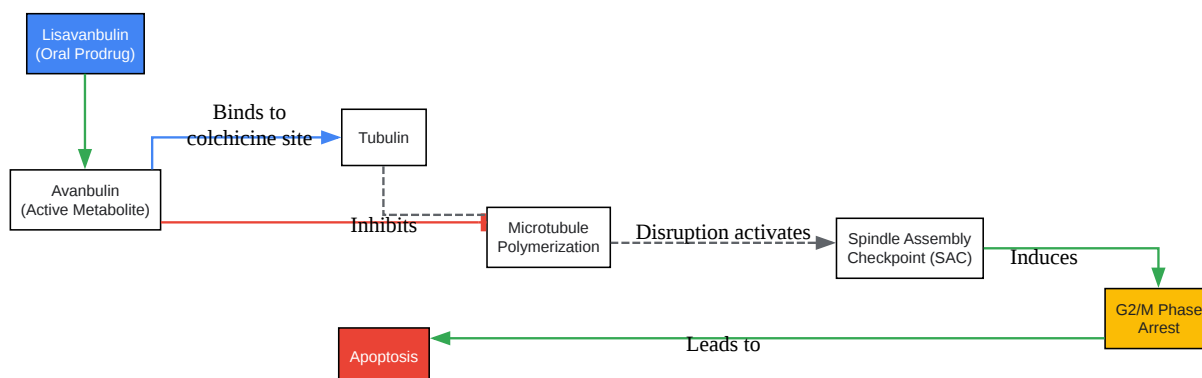 Lisavanbulin
(Oral Prodrug)
Binds to
colchicine site
Tubulin
Avanbulin
(Active Metabolite)
Inhibits
Microtubule
Polymerization
Disruption activates
Spindle Assembly
Checkpoint (SAC)
Induces
G2/M Phase
Arrest
Leads to
Apoptosis